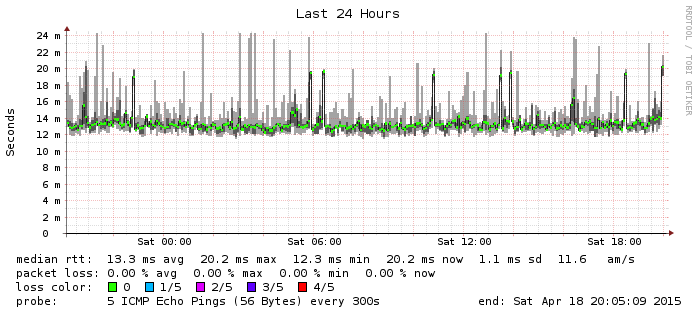 Last 24 Hours
RRDTOOL / TOBI OETIKER
Seconds
24 m
22 m
20 m
18 m
16 m
14 m
12 m
10 m
8 m
6 m
4 m
2 m
0
Sat 00:00 Sat 06:00 Sat 12:00 Sat 18:00
median rtt: 13.3 ms avg 20.2 ms max 12.3 ms min 20.2 ms now 1.1 ms sd 11.6 am/s
packet loss: 0.00 % avg 0.00 % max 0.00 % min 0.00 % now
loss color: 0 1/5 2/5 3/5 4/5
probe: 5 ICMP Echo Pings (56 Bytes) every 300s end: Sat Apr 18 20:05:09 2015